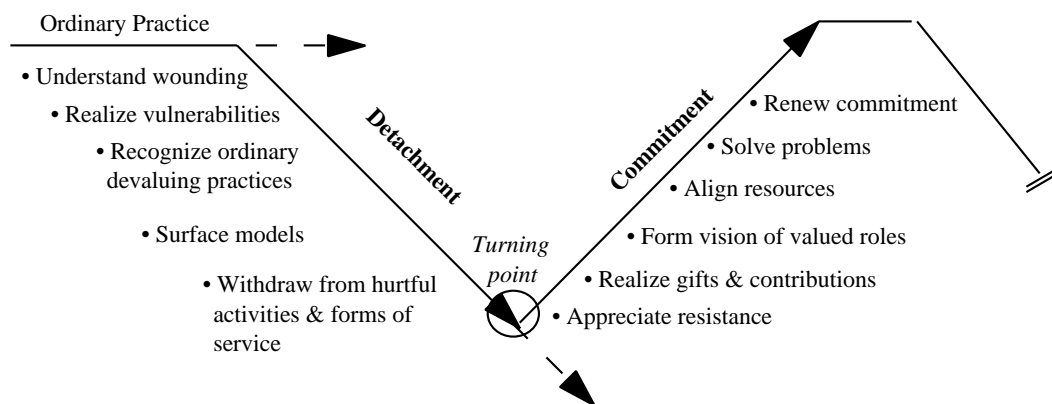 Ordinary Practice
• Understand wounding
• Realize vulnerabilities
• Recognize ordinary
devaluing practices
• Surface models
• Withdraw from hurtful
activities & forms of
service
Detachment
Turning
point
Commitment
• Renew commitment
• Solve problems
• Align resources
• Form vision of valued roles
• Realize gifts & contributions
• Appreciate resistance